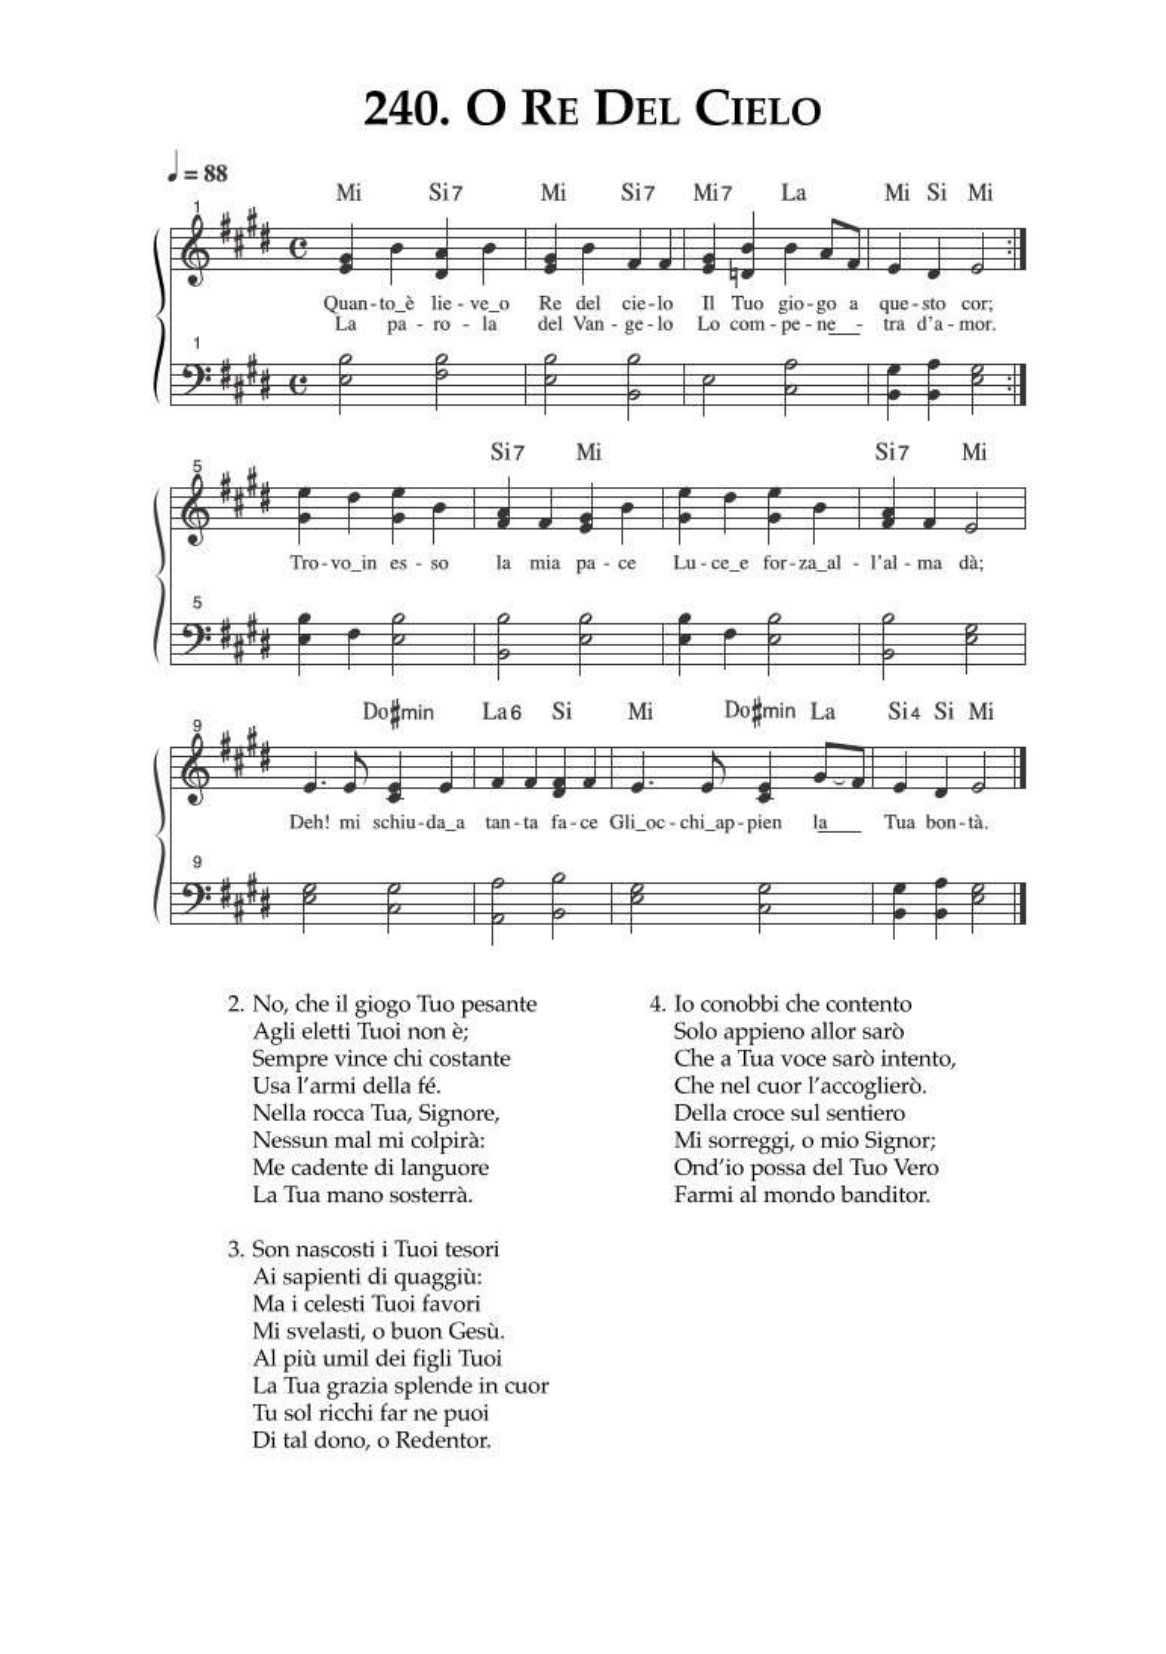 240. O Re Del Cielo
♩ = 88
Mi Si7 Mi Si7 Mi7 La Mi Si Mi
1
Quan-to_è lie-ve_o Re del cie-lo Il Tuo gio-go a que-sto cor;
La pa-ro-la del Van-ge-lo Lo com-pe-ne__-tra d'a-mor.
1
Si7 Mi Si7 Mi
5
Tro-vo_in es-so la mia pa-ce Lu-ce_e for-za_al-l'al-ma dà;
5
Do♯min La6 Si Mi Do♯min La Si4 Si Mi
9
Deh! mi schiu-da_a tan-ta fa-ce Gli_oc-chi_ap-pien la____ Tua bon-tà.
9
2. No, che il giogo Tuo pesante
Agli eletti Tuoi non è;
Sempre vince chi costante
Usa l'armi della fé.
Nella rocca Tua, Signore,
Nessun mal mi colpirà:
Me cadente di languore
La Tua mano sosterrà.
3. Son nascosti i Tuoi tesori
Ai sapienti di quaggiù:
Ma i celesti Tuoi favori
Mi svelasti, o buon Gesù.
Al più umil dei figli Tuoi
La Tua grazia splende in cuor
Tu sol ricchi far ne puoi
Di tal dono, o Redentor.
4. Io conobbi che contento
Solo appieno allor sarò
Che a Tua voce sarò intento,
Che nel cuor l'accoglierò.
Della croce sul sentiero
Mi sorreggi, o mio Signor;
Ond'io possa del Tuo Vero
Farmi al mondo banditor.